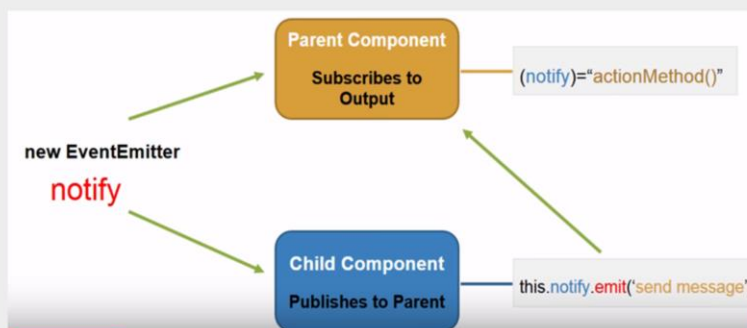 Parent Component
Subscribes to
Output
(notify)=“actionMethod()”
new EventEmitter
notify
Child Component
Publishes to Parent
this.notify.emit(‘send message’